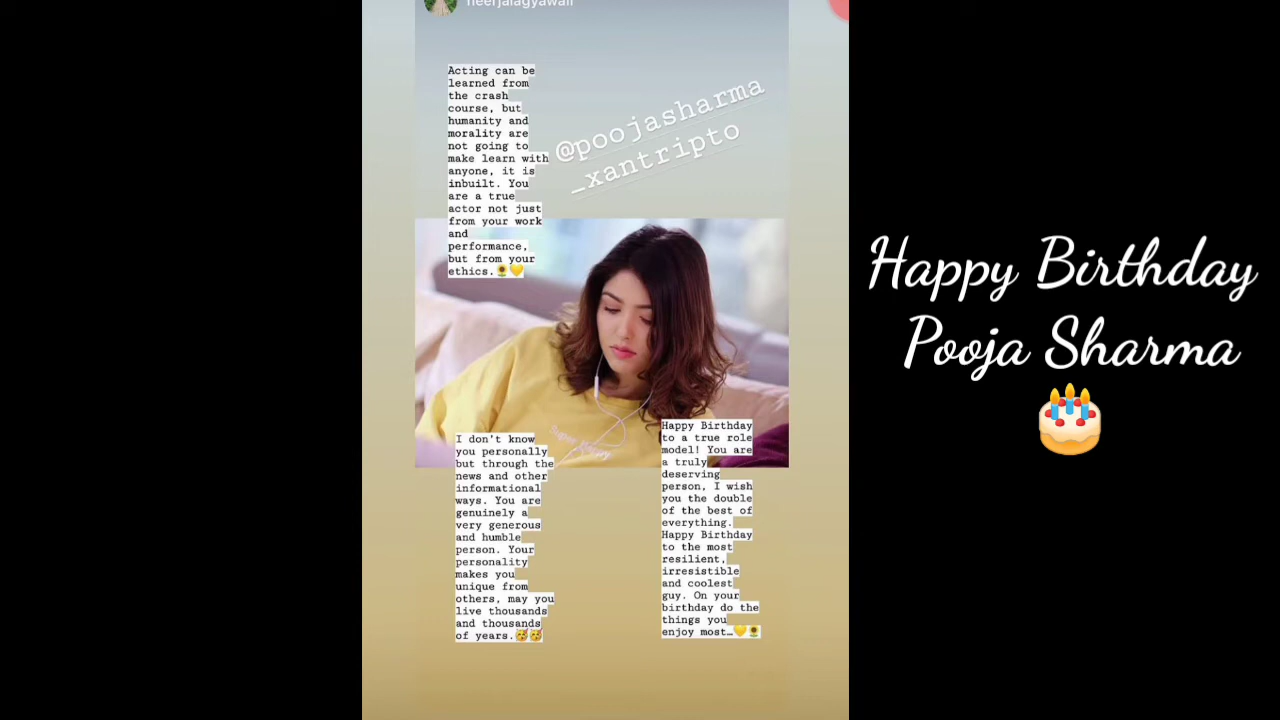 neerjalagyawali
Acting can be
learned from
the crash
course, but
humanity and
morality are
not going to
make learn with
anyone, it is
inbuilt. You
are a true
actor not just
from your work
and
performance,
but from your
ethics.🌻💛
@poojasharma
_xantripto
I don't know
you personally
but through the
news and other
informational
ways. You are
genuinely a
very generous
and humble
person. Your
personality
makes you
unique from
others, may you
live thousands
and thousands
of years.🥳🥳
Happy Birthday
to a true role
model! You are
a truly
deserving
person, I wish
you the double
of the best of
everything.
Happy Birthday
to the most
resilient,
irresistible
and coolest
guy. On your
birthday do the
things you
enjoy most…💛🌻
Happy Birthday
Pooja Sharma
🎂